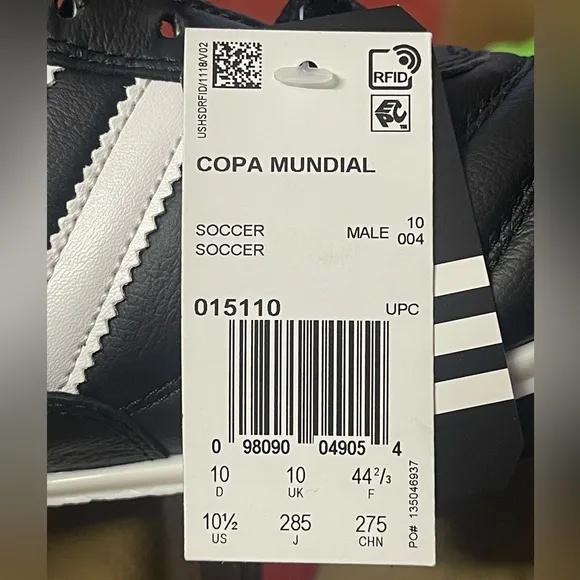 USHSDRFID/1118/V02
RFID
EPC™
COPA MUNDIAL
SOCCER MALE 10
SOCCER 004
015110 UPC
0 98090 04905 4
10 10 44²/₃
D UK F
10½ 285 275
US J CHN
PO# 135046937